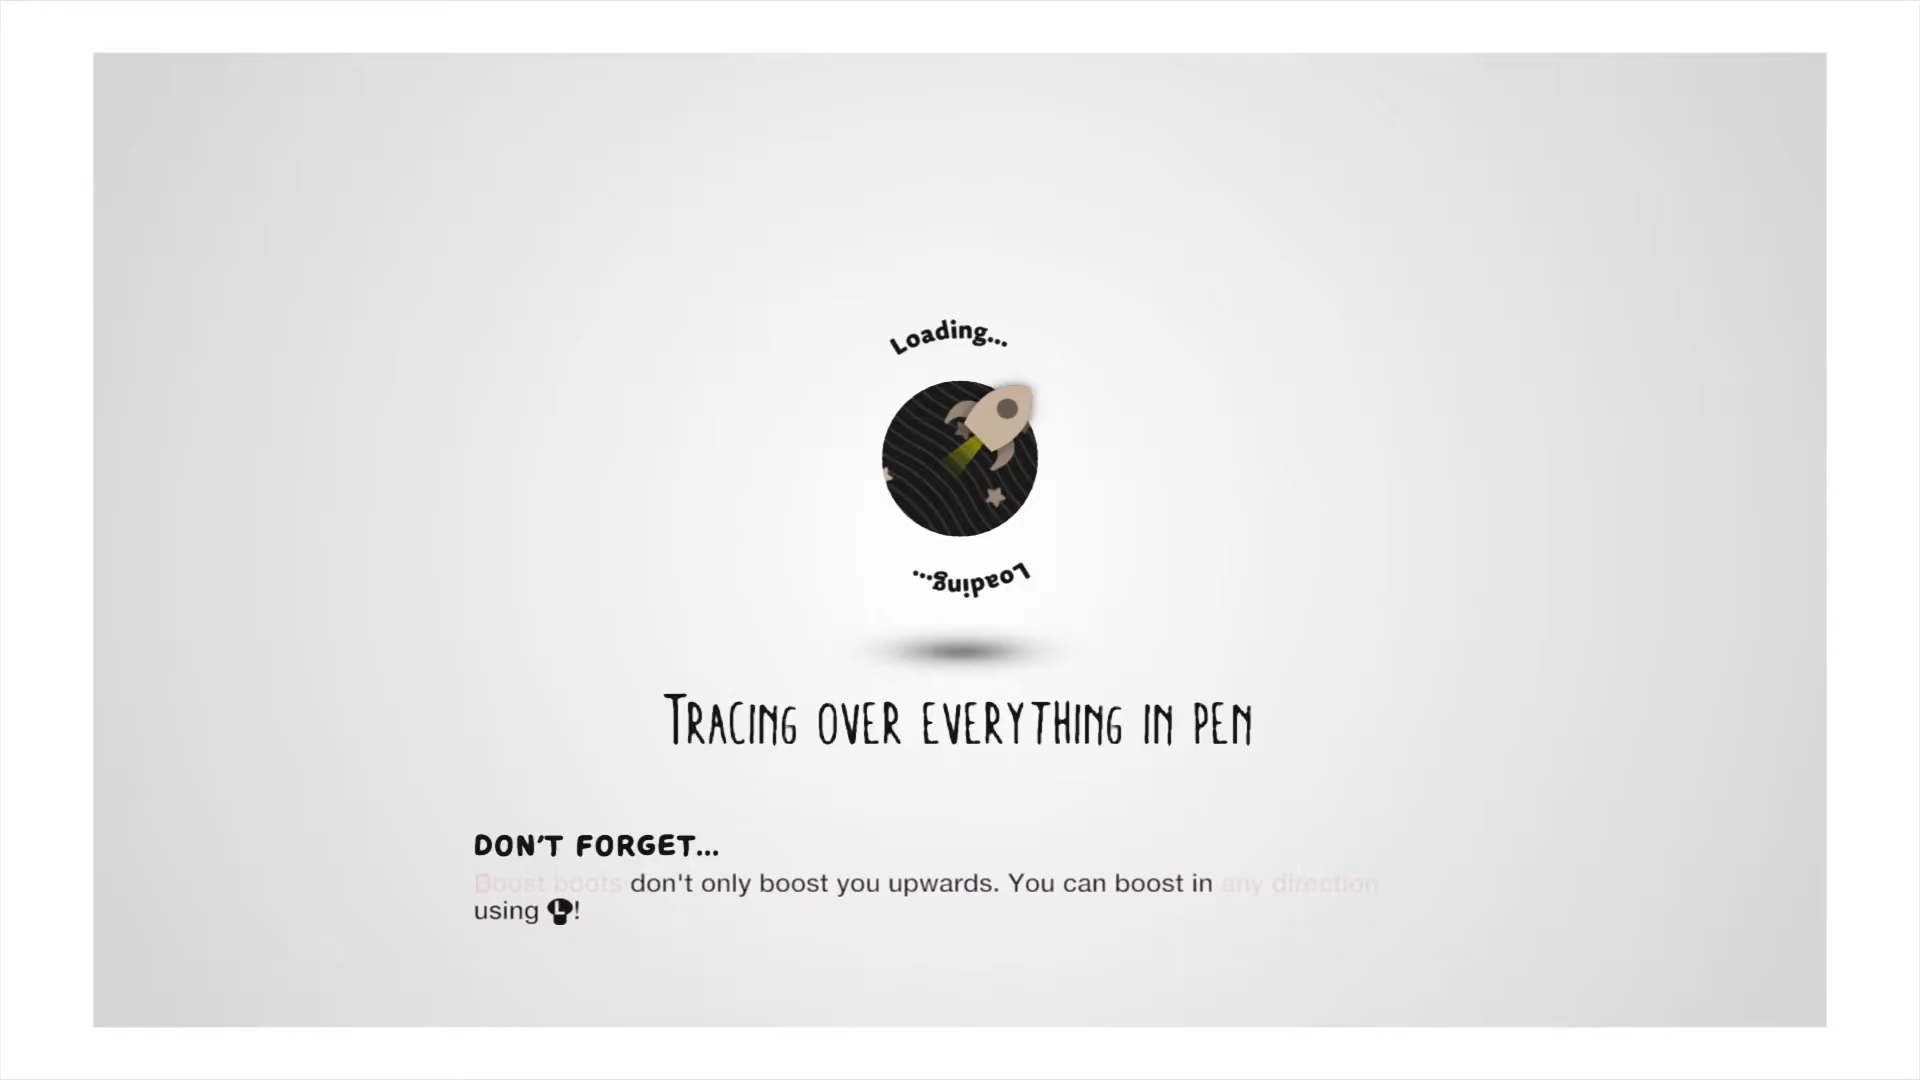 Loading...
Loading...
TRACING OVER EVERYTHING IN PEN
DON'T FORGET...
Boost boots don't only boost you upwards. You can boost in any direction
using L!